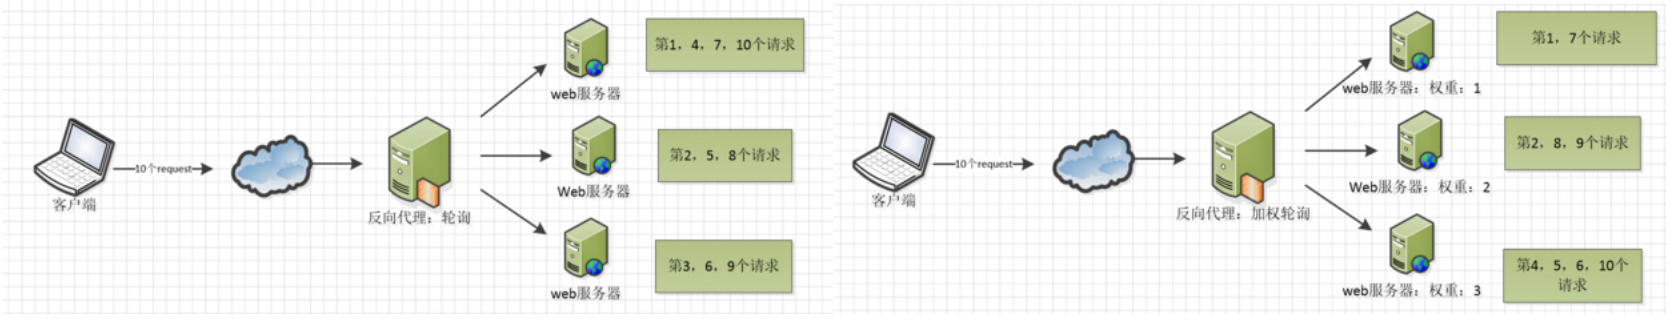 第1，4，7，10个请求
web服务器
10个request
客户端
反向代理：轮询
第2，5，8个请求
Web服务器
第3，6，9个请求
web服务器
第1，7个请求
web服务器：权重：1
10个request
客户端
反向代理：加权轮询
第2，8，9个请求
Web服务器：权重：2
第4，5，6，10个
请求
web服务器：权重：3